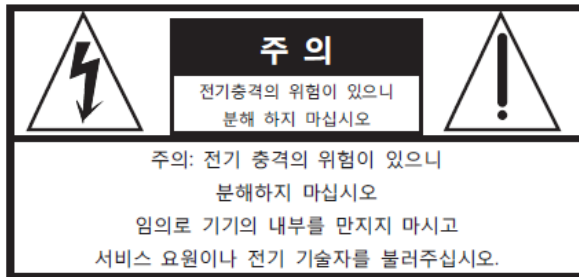 주 의
전기충격의 위험이 있으니
분해 하지 마십시오
주의: 전기 충격의 위험이 있으니
분해하지 마십시오
임의로 기기의 내부를 만지지 마시고
서비스 요원이나 전기 기술자를 불러주십시오.